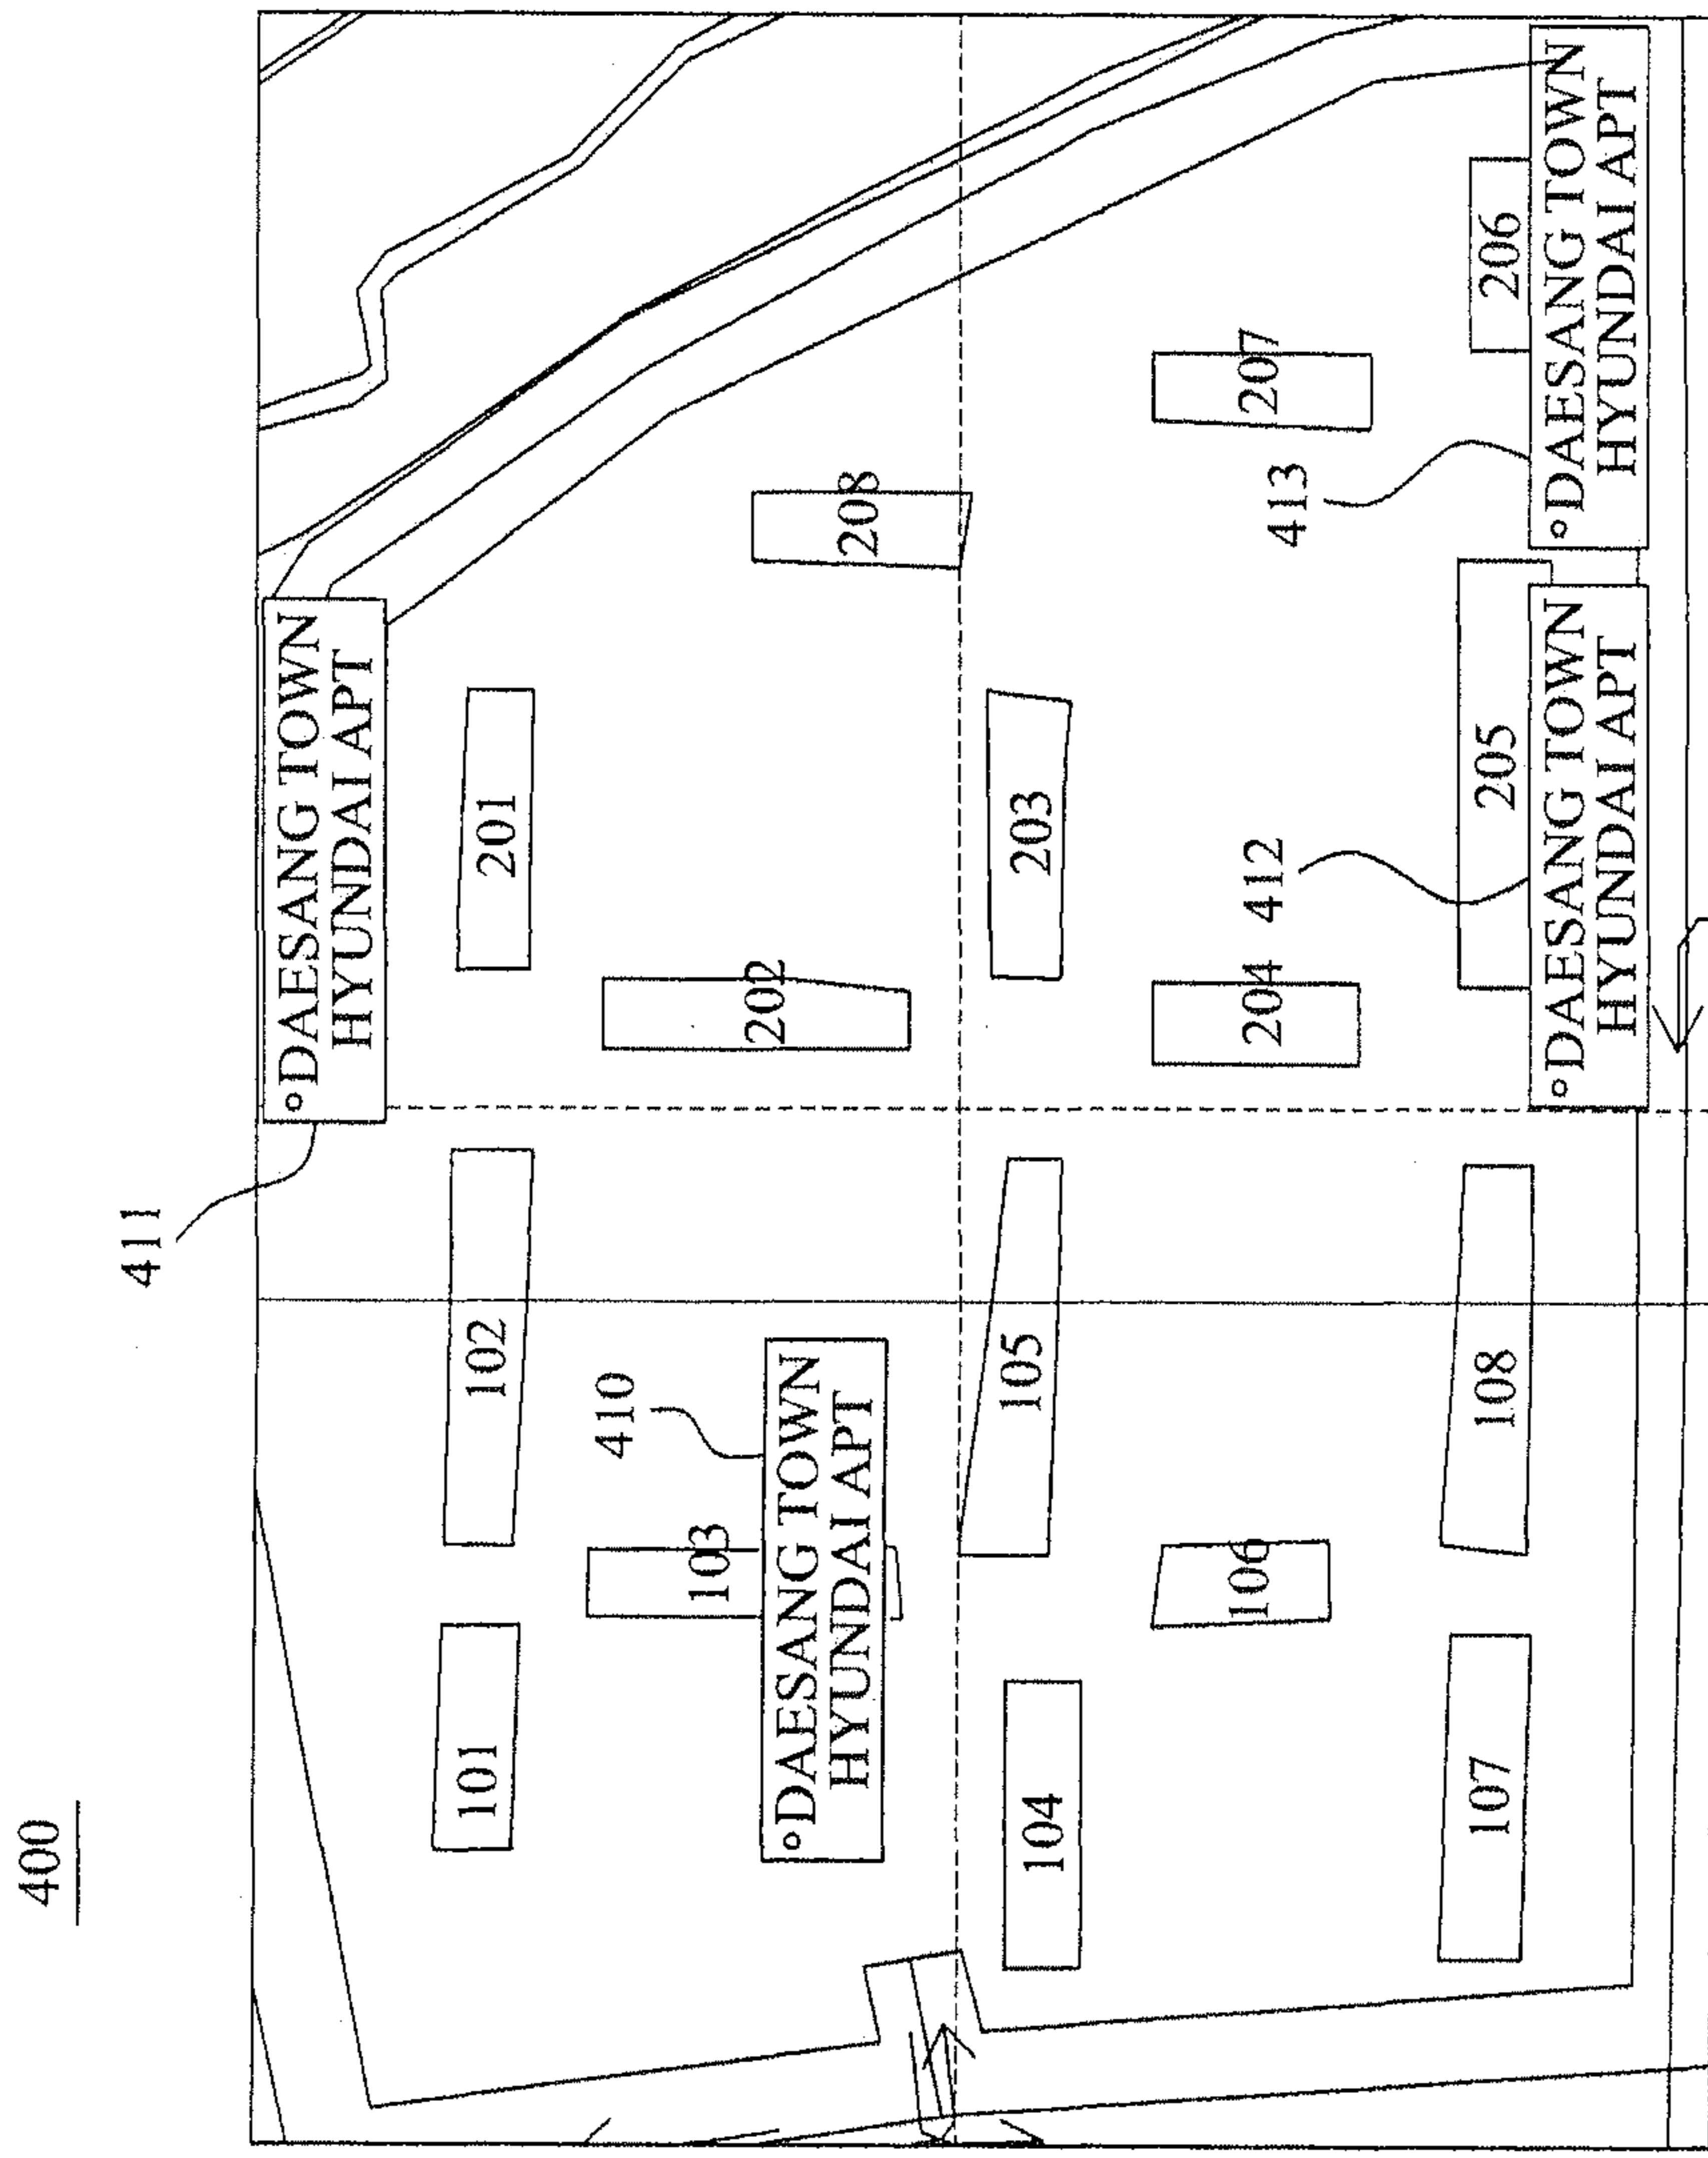 400
411
°DAESANG TOWN
HYUNDAI APT
101
102
201
410
103
202
°DAESANG TOWN
HYUNDAI APT
208
104
105
203
106
204
412
413
207
107
108
205
206
°DAESANG TOWN
HYUNDAI APT
°DAESANG TOWN
HYUNDAI APT